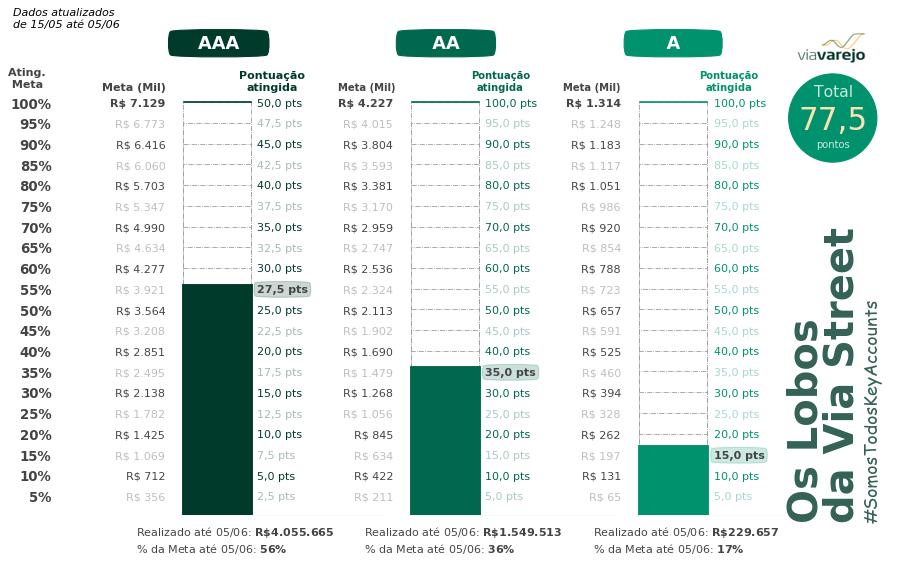 Dados atualizados
de 15/05 até 05/06
AAA
AA
A
viavarejo
Ating.
Meta
Meta (Mil)
Pontuação
atingida
Meta (Mil)
Pontuação
atingida
Meta (Mil)
Pontuação
atingida
Total
77,5
pontos
100% R$ 7.129 50,0 pts R$ 4.227 100,0 pts R$ 1.314 100,0 pts
95% R$ 6.773 47,5 pts R$ 4.015 95,0 pts R$ 1.248 95,0 pts
90% R$ 6.416 45,0 pts R$ 3.804 90,0 pts R$ 1.183 90,0 pts
85% R$ 6.060 42,5 pts R$ 3.593 85,0 pts R$ 1.117 85,0 pts
80% R$ 5.703 40,0 pts R$ 3.381 80,0 pts R$ 1.051 80,0 pts
75% R$ 5.347 37,5 pts R$ 3.170 75,0 pts R$ 986 75,0 pts
70% R$ 4.990 35,0 pts R$ 2.959 70,0 pts R$ 920 70,0 pts
65% R$ 4.634 32,5 pts R$ 2.747 65,0 pts R$ 854 65,0 pts
60% R$ 4.277 30,0 pts R$ 2.536 60,0 pts R$ 788 60,0 pts
55% R$ 3.921 27,5 pts R$ 2.324 55,0 pts R$ 723 55,0 pts
50% R$ 3.564 25,0 pts R$ 2.113 50,0 pts R$ 657 50,0 pts
45% R$ 3.208 22,5 pts R$ 1.902 45,0 pts R$ 591 45,0 pts
40% R$ 2.851 20,0 pts R$ 1.690 40,0 pts R$ 525 40,0 pts
35% R$ 2.495 17,5 pts R$ 1.479 35,0 pts R$ 460 35,0 pts
30% R$ 2.138 15,0 pts R$ 1.268 30,0 pts R$ 394 30,0 pts
25% R$ 1.782 12,5 pts R$ 1.056 25,0 pts R$ 328 25,0 pts
20% R$ 1.425 10,0 pts R$ 845 20,0 pts R$ 262 20,0 pts
15% R$ 1.069 7,5 pts R$ 634 15,0 pts R$ 197 15,0 pts
10% R$ 712 5,0 pts R$ 422 10,0 pts R$ 131 10,0 pts
5% R$ 356 2,5 pts R$ 211 5,0 pts R$ 65 5,0 pts
Realizado até 05/06: R$4.055.665
% da Meta até 05/06: 56%
Realizado até 05/06: R$1.549.513
% da Meta até 05/06: 36%
Realizado até 05/06: R$229.657
% da Meta até 05/06: 17%
Os Lobos
da Via Street
#SomosTodosKeyAccounts